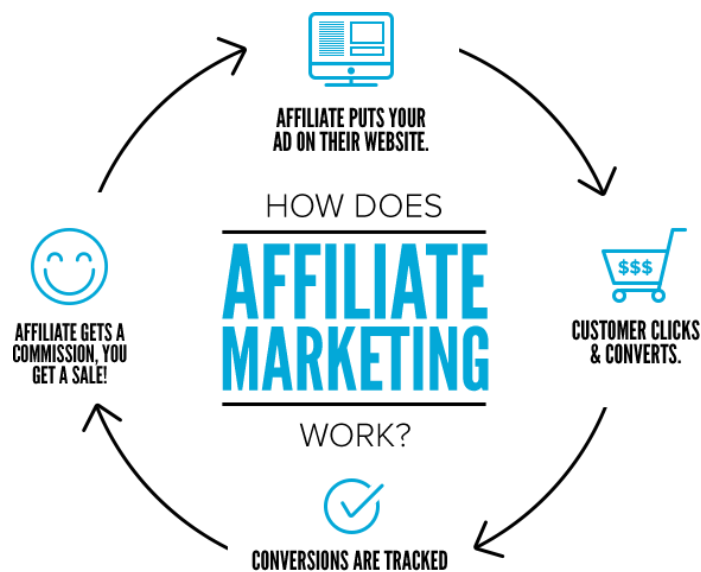 AFFILIATE PUTS YOUR
AD ON THEIR WEBSITE.
HOW DOES
AFFILIATE
MARKETING
WORK?
$$$
CUSTOMER CLICKS
& CONVERTS.
CONVERSIONS ARE TRACKED
AFFILIATE GETS A
COMMISSION, YOU
GET A SALE!